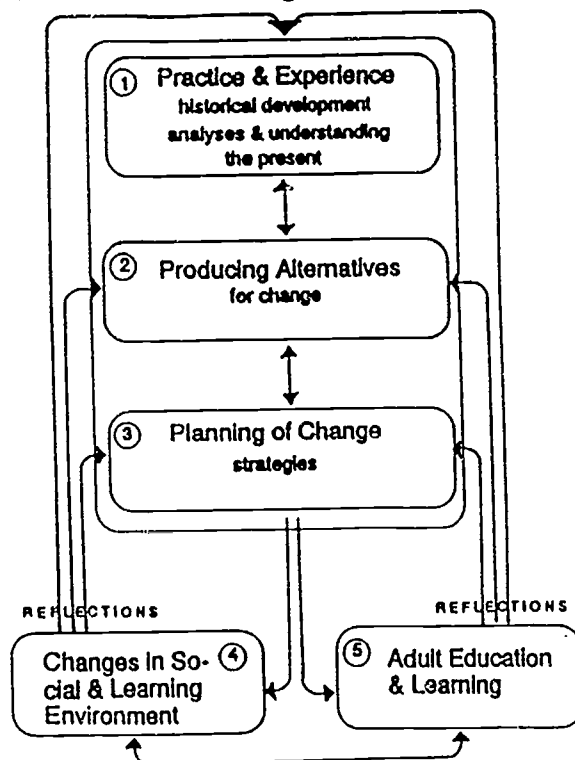 1 Practice & Experience
historical development
analyses & understanding
the present
2 Producing Alternatives
for change
3 Planning of Change
strategies
REFLECTIONS
REFLECTIONS
Changes in So- 4
cial & Learning
Environment
5 Adult Education
& Learning